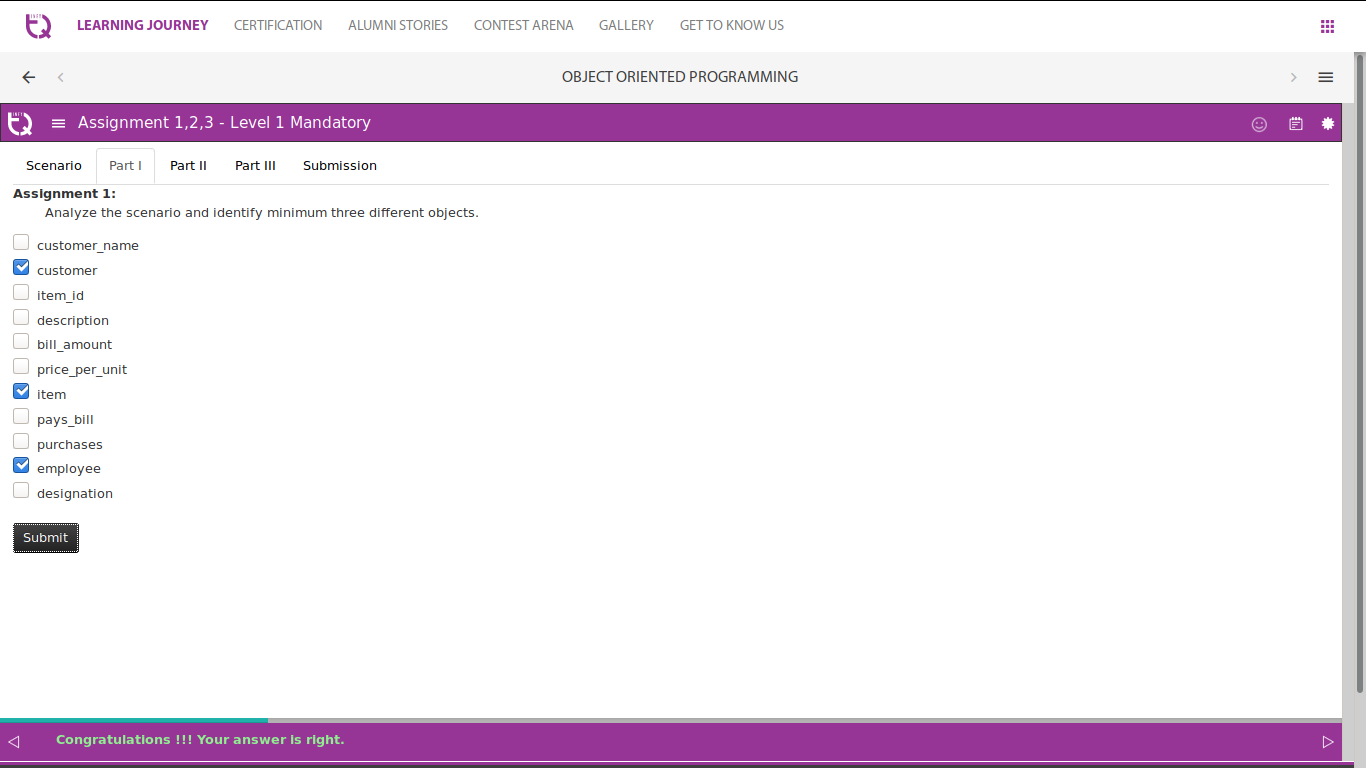 LEARNING JOURNEY CERTIFICATION ALUMNI STORIES CONTEST ARENA GALLERY GET TO KNOW US
OBJECT ORIENTED PROGRAMMING
Assignment 1,2,3 - Level 1 Mandatory
Scenario Part I Part II Part III Submission
Assignment 1:
Analyze the scenario and identify minimum three different objects.
customer_name
customer
item_id
description
bill_amount
price_per_unit
item
pays_bill
purchases
employee
designation
Submit
Congratulations !!! Your answer is right.